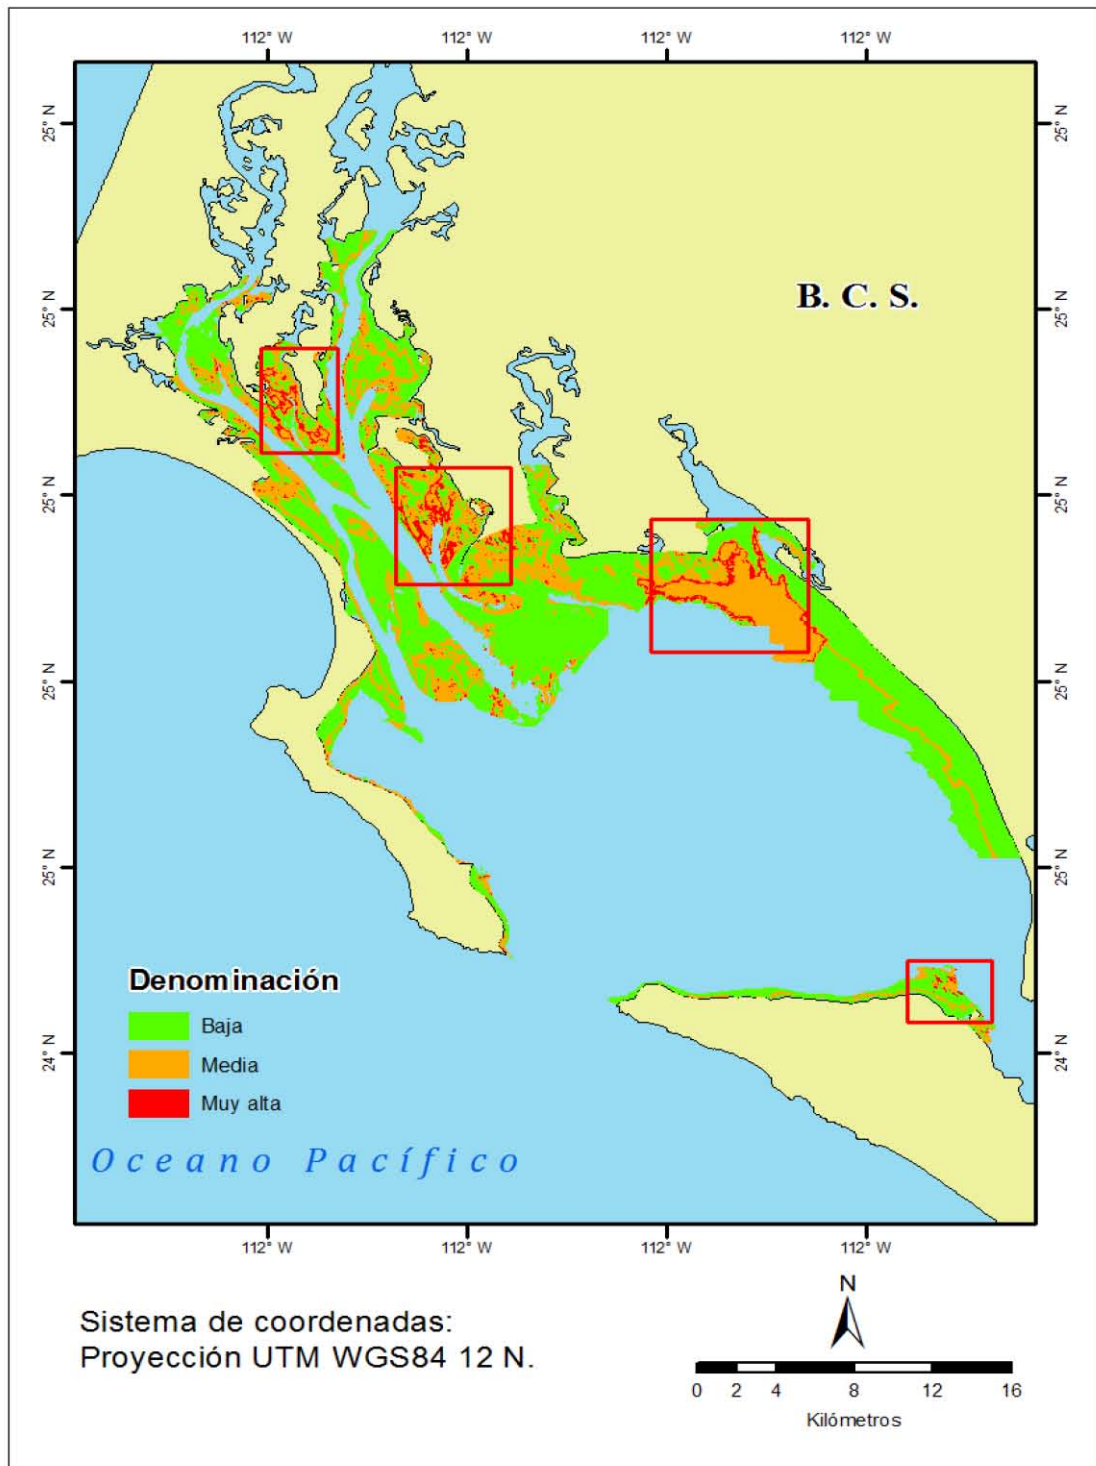 112° W 112° W 112° W 112° W
25° N 25° N
25° N 25° N
B. C. S.
25° N 25° N
25° N 25° N
25° N 25° N
24° N 24° N
Denominación
Baja
Media
Muy alta
Oceano Pacífico
112° W 112° W 112° W 112° W
Sistema de coordenadas:
Proyección UTM WGS84 12 N.
N
0 2 4 8 12 16
Kilómetros